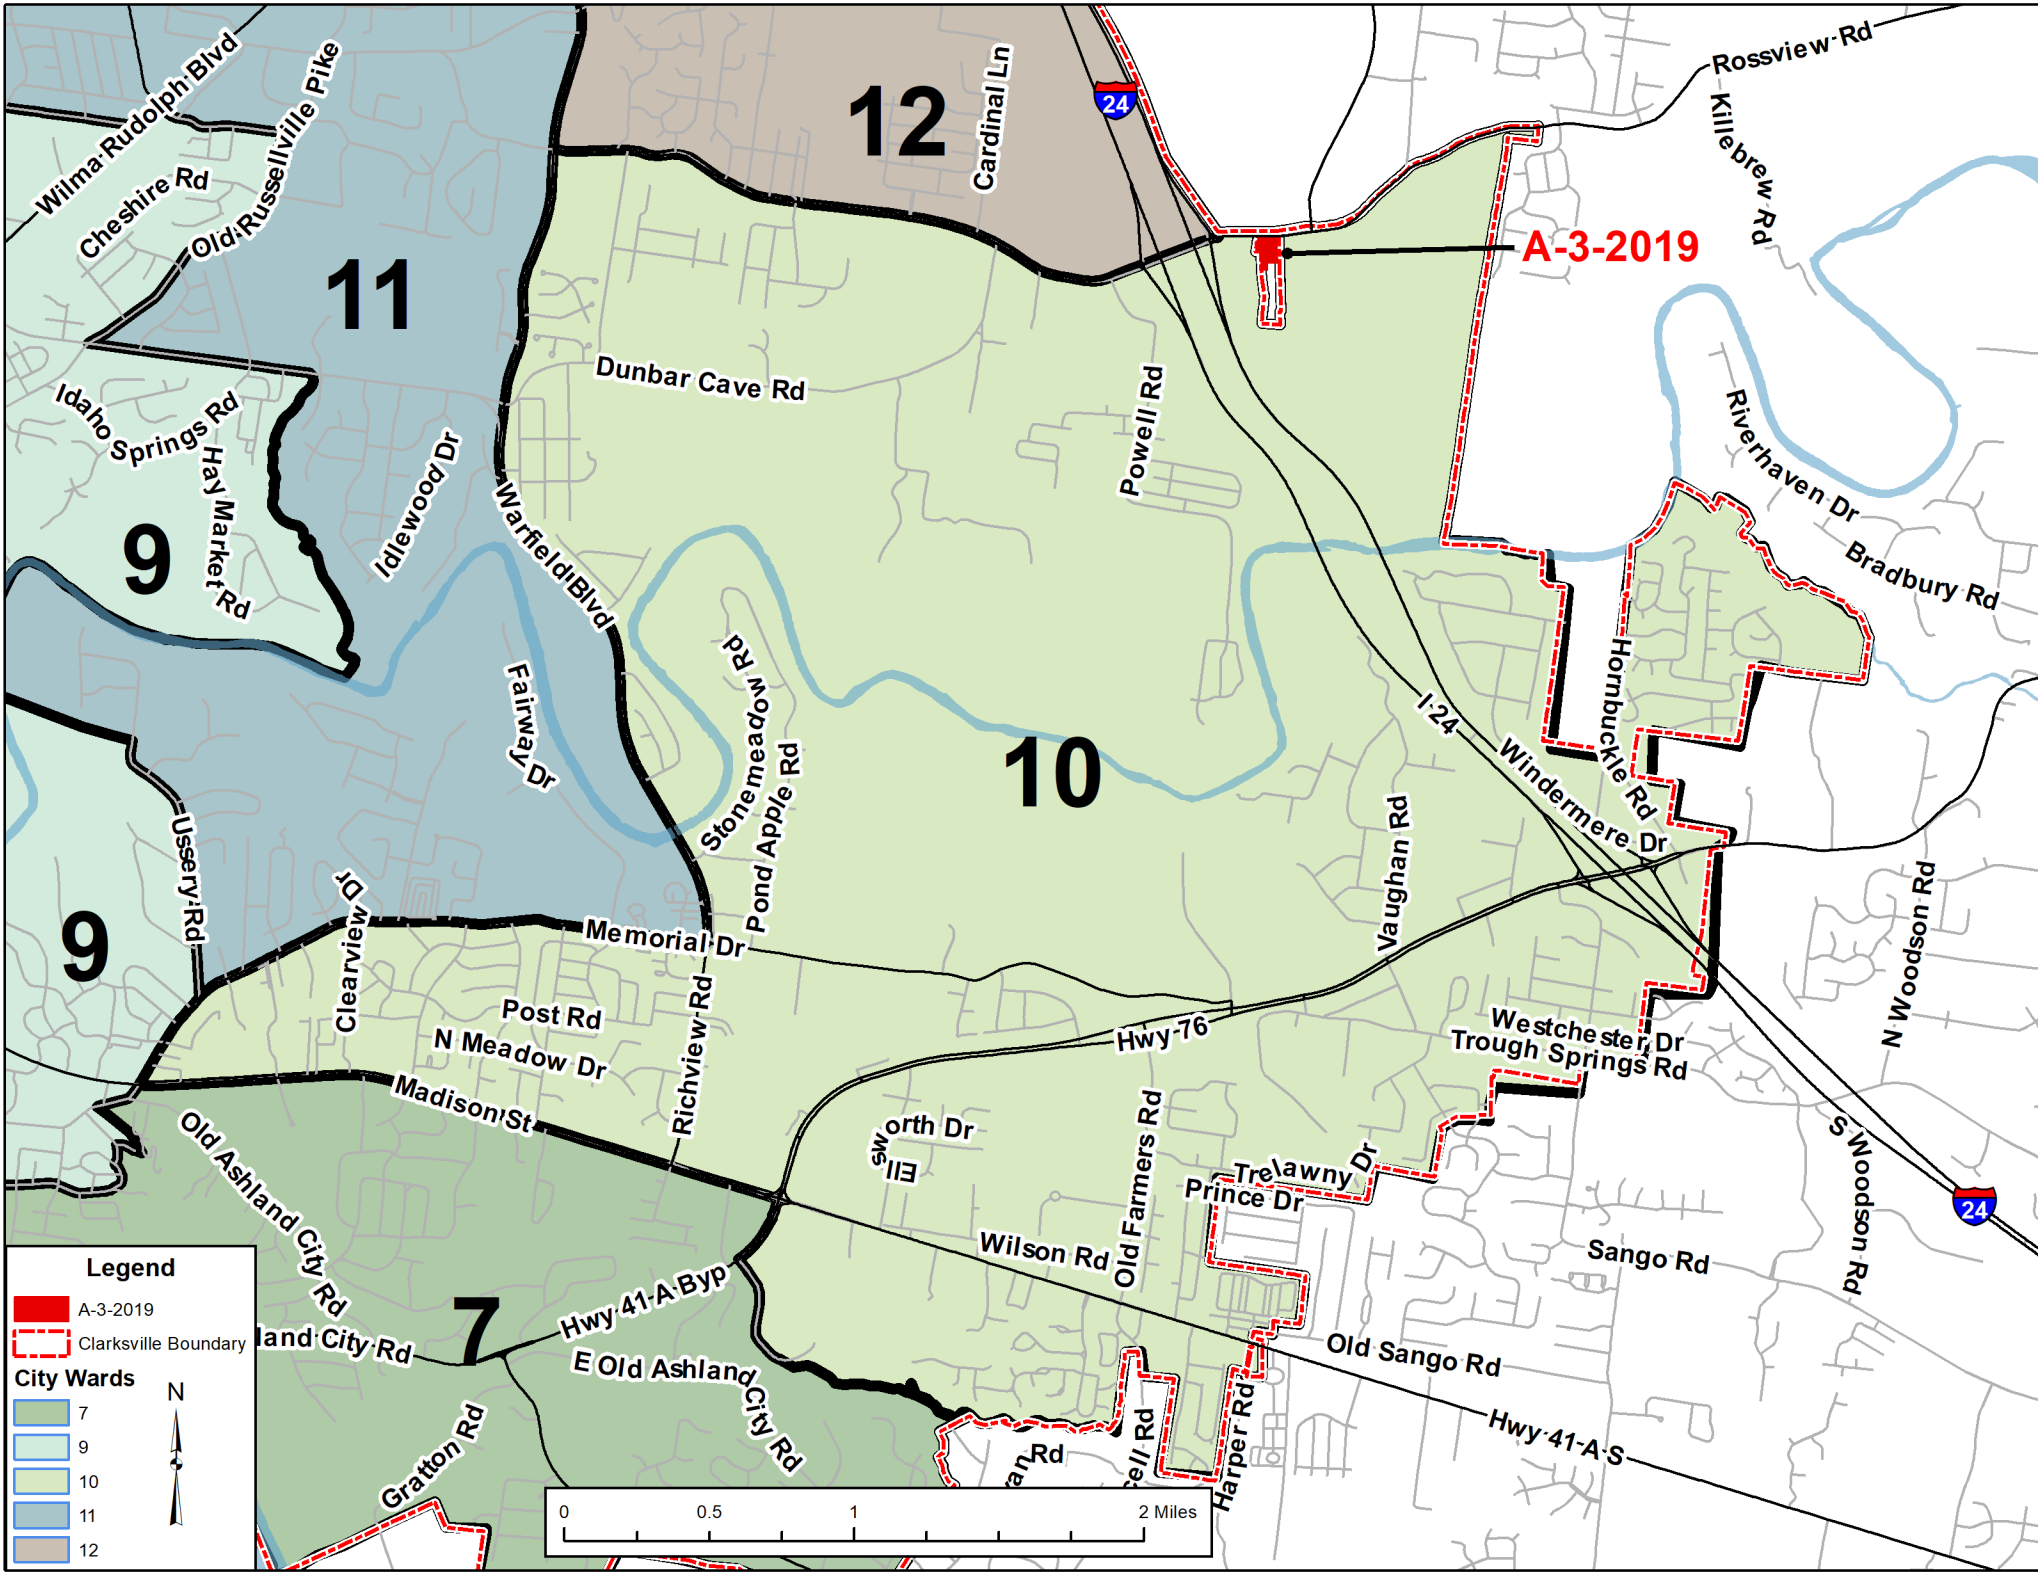 Wilma Rudolph Blvd
Old Russellville Pike
Cheshire Rd
12
Cardinal Ln
24
Rossview Rd
Killebrew Rd
A-3-2019
11
Dunbar Cave Rd
Powell Rd
Idaho Springs Rd
Hay Market Rd
Idlewood Dr
Warfield Blvd
Riverhaven Dr
Bradbury Rd
9
Fairway Dr
Stonemeadow Rd
Pond Apple Rd
10
I-24
Hornbuckle Rd
Windermere Dr
Ussery Rd
Clearview Dr
9
Memorial Dr
Vaughan Rd
N Woodson Rd
Post Rd
N Meadow Dr
Richview Rd
Hwy 76
Westchester Dr
Trough Springs Rd
Madison St
Old Ashland City Rd
Ellsworth Dr
Old Farmers Rd
Trelawny Dr
Prince Dr
S Woodson Rd
24
Wilson Rd
Sango Rd
Hwy 41 A Byp
7
land City Rd
E Old Ashland City Rd
Old Sango Rd
Hwy 41 A S
Gratton Rd
Rd
cell Rd
Harper Rd
Legend
A-3-2019
Clarksville Boundary
City Wards
7
9
10
11
12
N
0 0.5 1 2 Miles